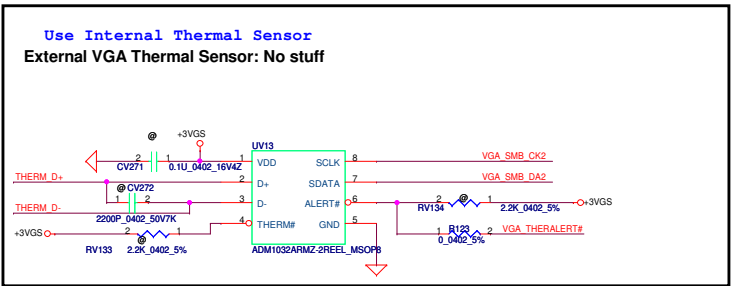 Use Internal Thermal Sensor
External VGA Thermal Sensor: No stuff
@ +3VGS
UV13
2 1 1 VDD SCLK 8 VGA_SMB_CK2
CV271 0.1U_0402_16V4Z
THERM_D+ 2 D+ SDATA 7 VGA_SMB_DA2
@ CV272
1 2 3 D- ALERT# 6 2 @ 1 +3VGS
THERM_D- RV134 2.2K_0402_5%
2200P_0402_50V7K
4 THERM# GND 5
+3VGS 2 @ 1 1 R123 2 VGA_THERALERT#
0_0402_5%
RV133 2.2K_0402_5% ADM1032ARMZ-2REEL_MSOP8